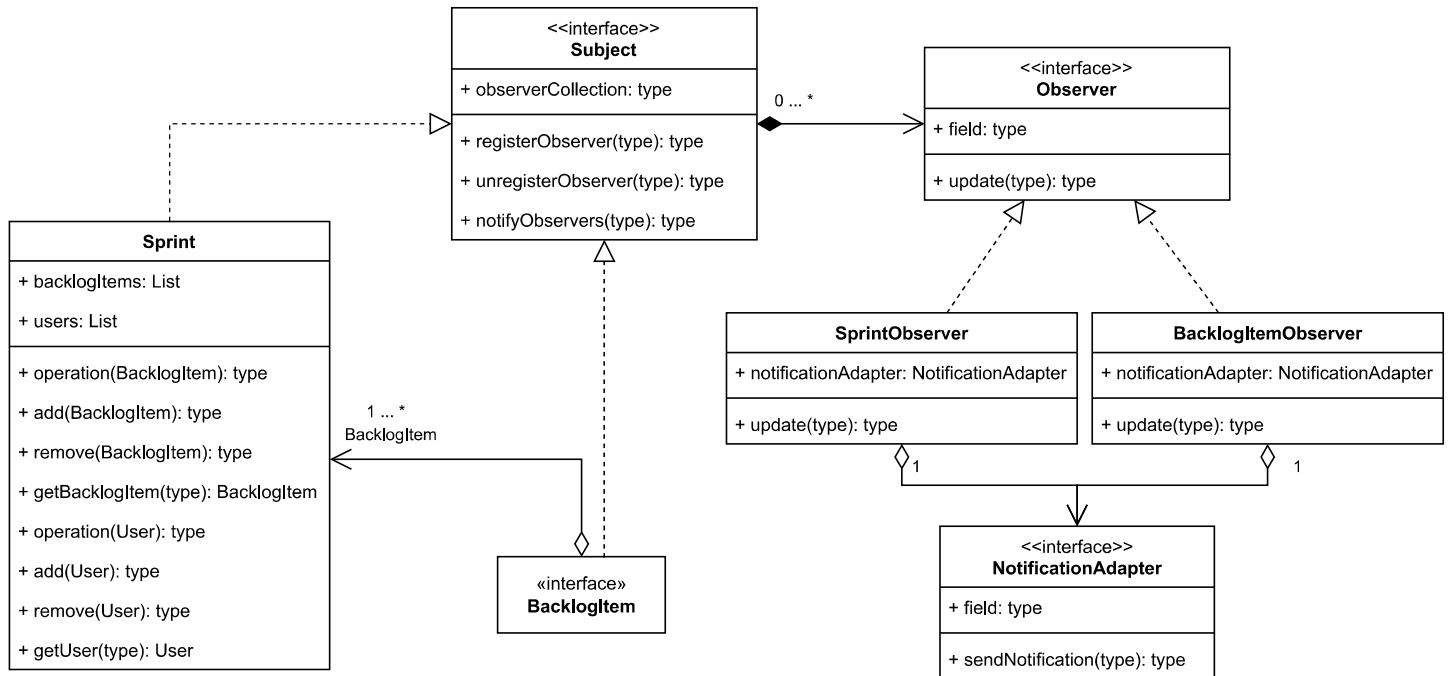 <<interface>>
Subject
+ observerCollection: type
+ registerObserver(type): type
+ unregisterObserver(type): type
+ notifyObservers(type): type
0 ... *
<<interface>>
Observer
+ field: type
+ update(type): type
Sprint
+ backlogItems: List
+ users: List
+ operation(BacklogItem): type
+ add(BacklogItem): type
+ remove(BacklogItem): type
+ getBacklogItem(type): BacklogItem
+ operation(User): type
+ add(User): type
+ remove(User): type
+ getUser(type): User
1 ... *
BacklogItem
«interface»
BacklogItem
SprintObserver
+ notificationAdapter: NotificationAdapter
+ update(type): type
1
BacklogItemObserver
+ notificationAdapter: NotificationAdapter
+ update(type): type
1
<<interface>>
NotificationAdapter
+ field: type
+ sendNotification(type): type